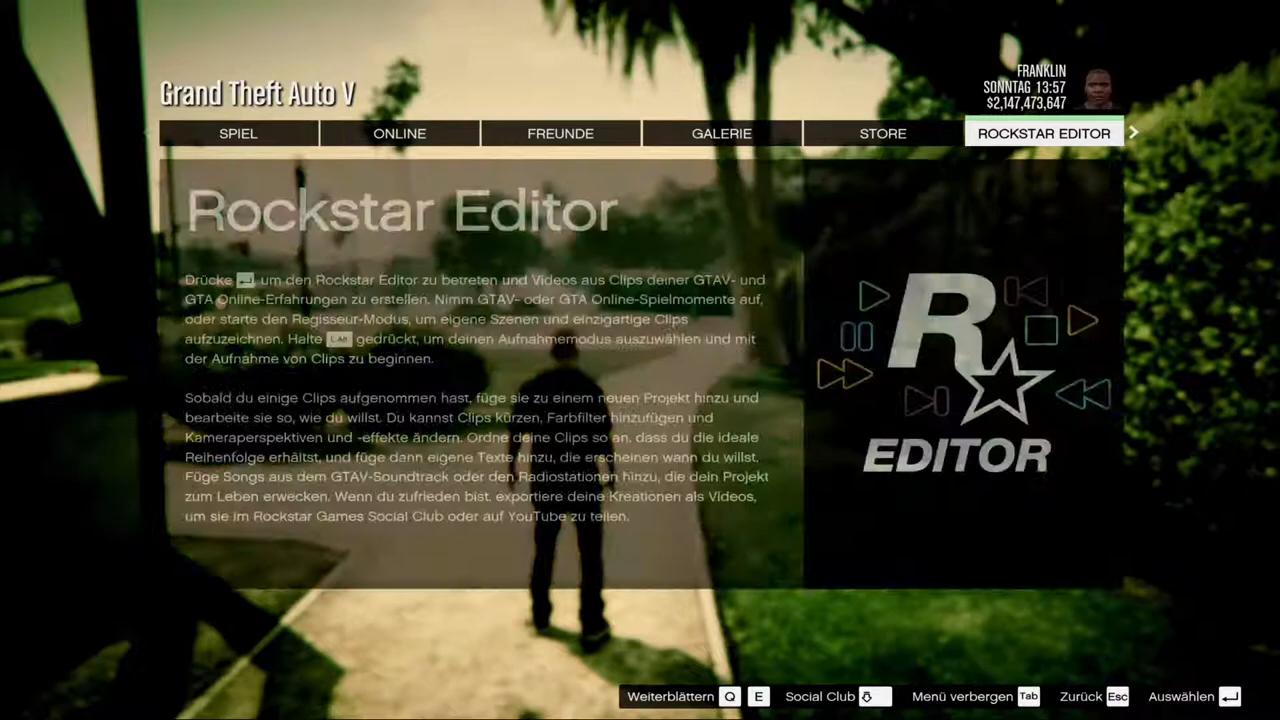 Grand Theft Auto V
FRANKLIN
SONNTAG 13:57
$2,147,473,647
SPIEL
ONLINE
FREUNDE
GALERIE
STORE
ROCKSTAR EDITOR
Rockstar Editor
Drücke um den Rockstar Editor zu betreten und Videos aus Clips deiner GTAV- und
GTA Online-Erfahrungen zu erstellen. Nimm GTAV- oder GTA Online-Spielmomente auf,
oder starte den Regisseur-Modus, um eigene Szenen und einzigartige Clips
aufzuzeichnen. Halte L Alt gedrückt, um deinen Aufnahmemodus auszuwählen und mit
der Aufnahme von Clips zu beginnen.
Sobald du einige Clips aufgenommen hast, füge sie zu einem neuen Projekt hinzu und
bearbeite sie so, wie du willst. Du kannst Clips kürzen, Farbfilter hinzufügen und
Kameraperspektiven und -effekte ändern. Ordne deine Clips so an, dass du die ideale
Reihenfolge erhältst, und füge dann eigene Texte hinzu, die erscheinen wann du willst.
Füge Songs aus dem GTAV-Soundtrack oder den Radiostationen hinzu, die dein Projekt
zum Leben erwecken. Wenn du zufrieden bist, exportiere deine Kreationen als Videos,
um sie im Rockstar Games Social Club oder auf YouTube zu teilen.
R
EDITOR
Weiterblättern Q E Social Club Menü verbergen Tab Zurück Esc Auswählen